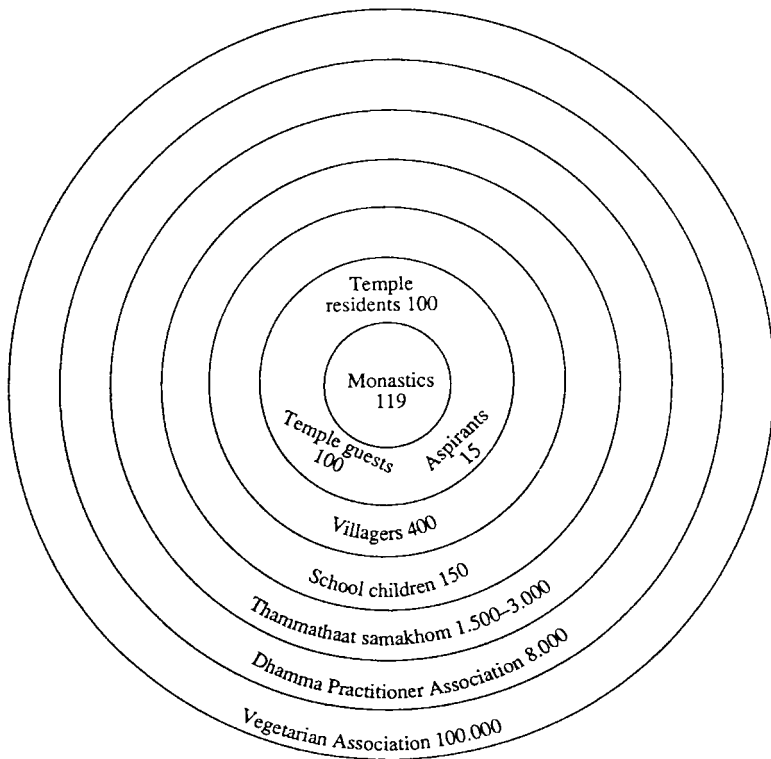 Temple
residents 100
Monastics
119
Temple guests
100
Aspirants
15
Villagers 400
School children 150
Thammathaat samakhom 1.500–3.000
Dhamma Practitioner Association 8.000
Vegetarian Association 100.000